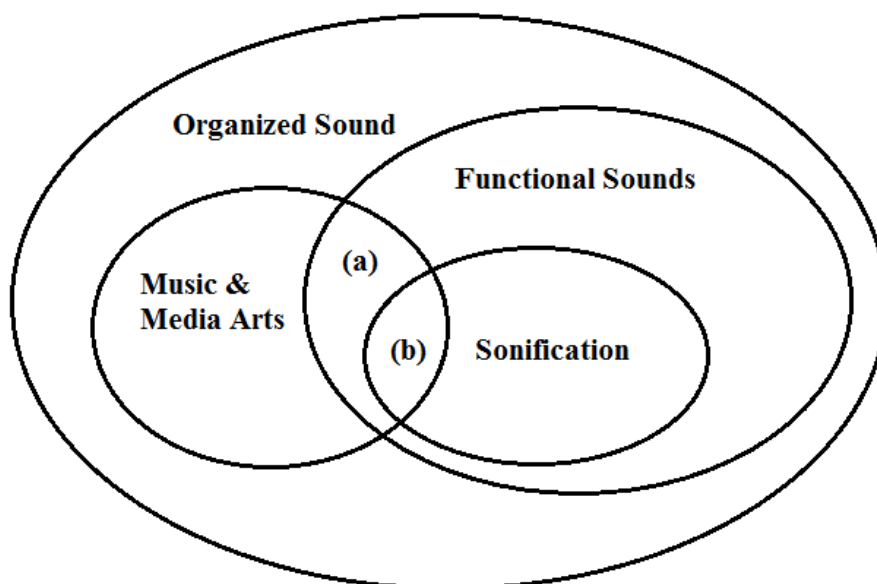 Organized Sound
Functional Sounds
(a)
Music &
Media Arts
(b)
Sonification